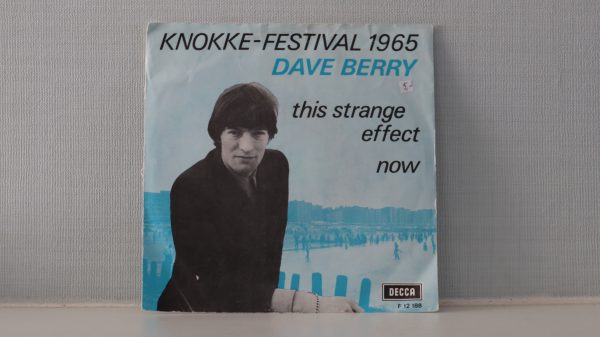 KNOKKE-FESTIVAL 1965
DAVE BERRY
this strange
effect
now
DECCA
F 12 188